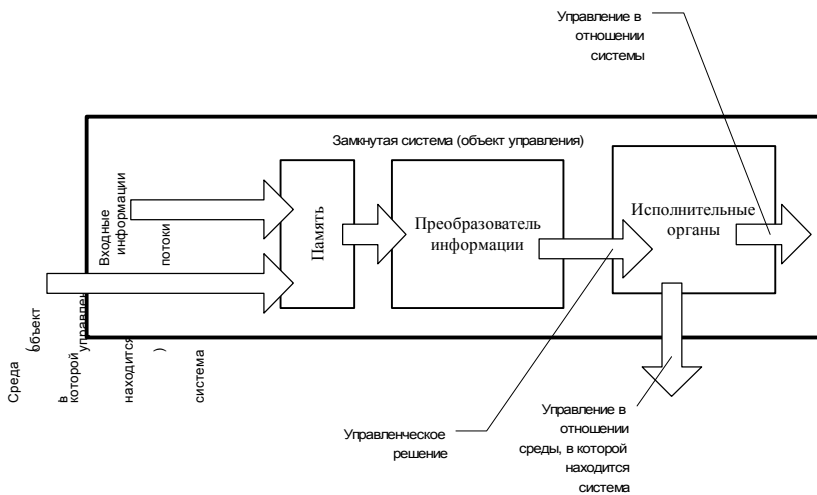 Управление в
отношении
системы
Замкнутая система (объект управления)
Входные
информации
потоки
Память
Преобразователь
информации
Исполнительные
органы
Среда (объект
в которой
находится
)
система
Управленческое
решение
Управление в
отношении
среды, в которой
находится
система